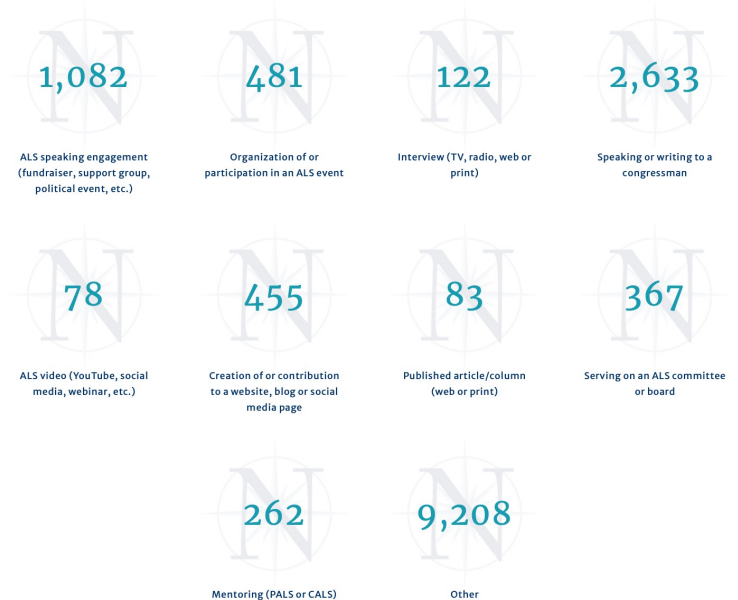 1,082
ALS speaking engagement
(fundraiser, support group,
political event, etc.)
481
Organization of or
participation in an ALS event
122
Interview (TV, radio, web or
print)
2,633
Speaking or writing to a
congressman
78
ALS video (YouTube, social
media, webinar, etc.)
455
Creation of or contribution
to a website, blog or social
media page
83
Published article/column
(web or print)
367
Serving on an ALS committee
or board
262
Mentoring (PALS or CALS)
9,208
Other